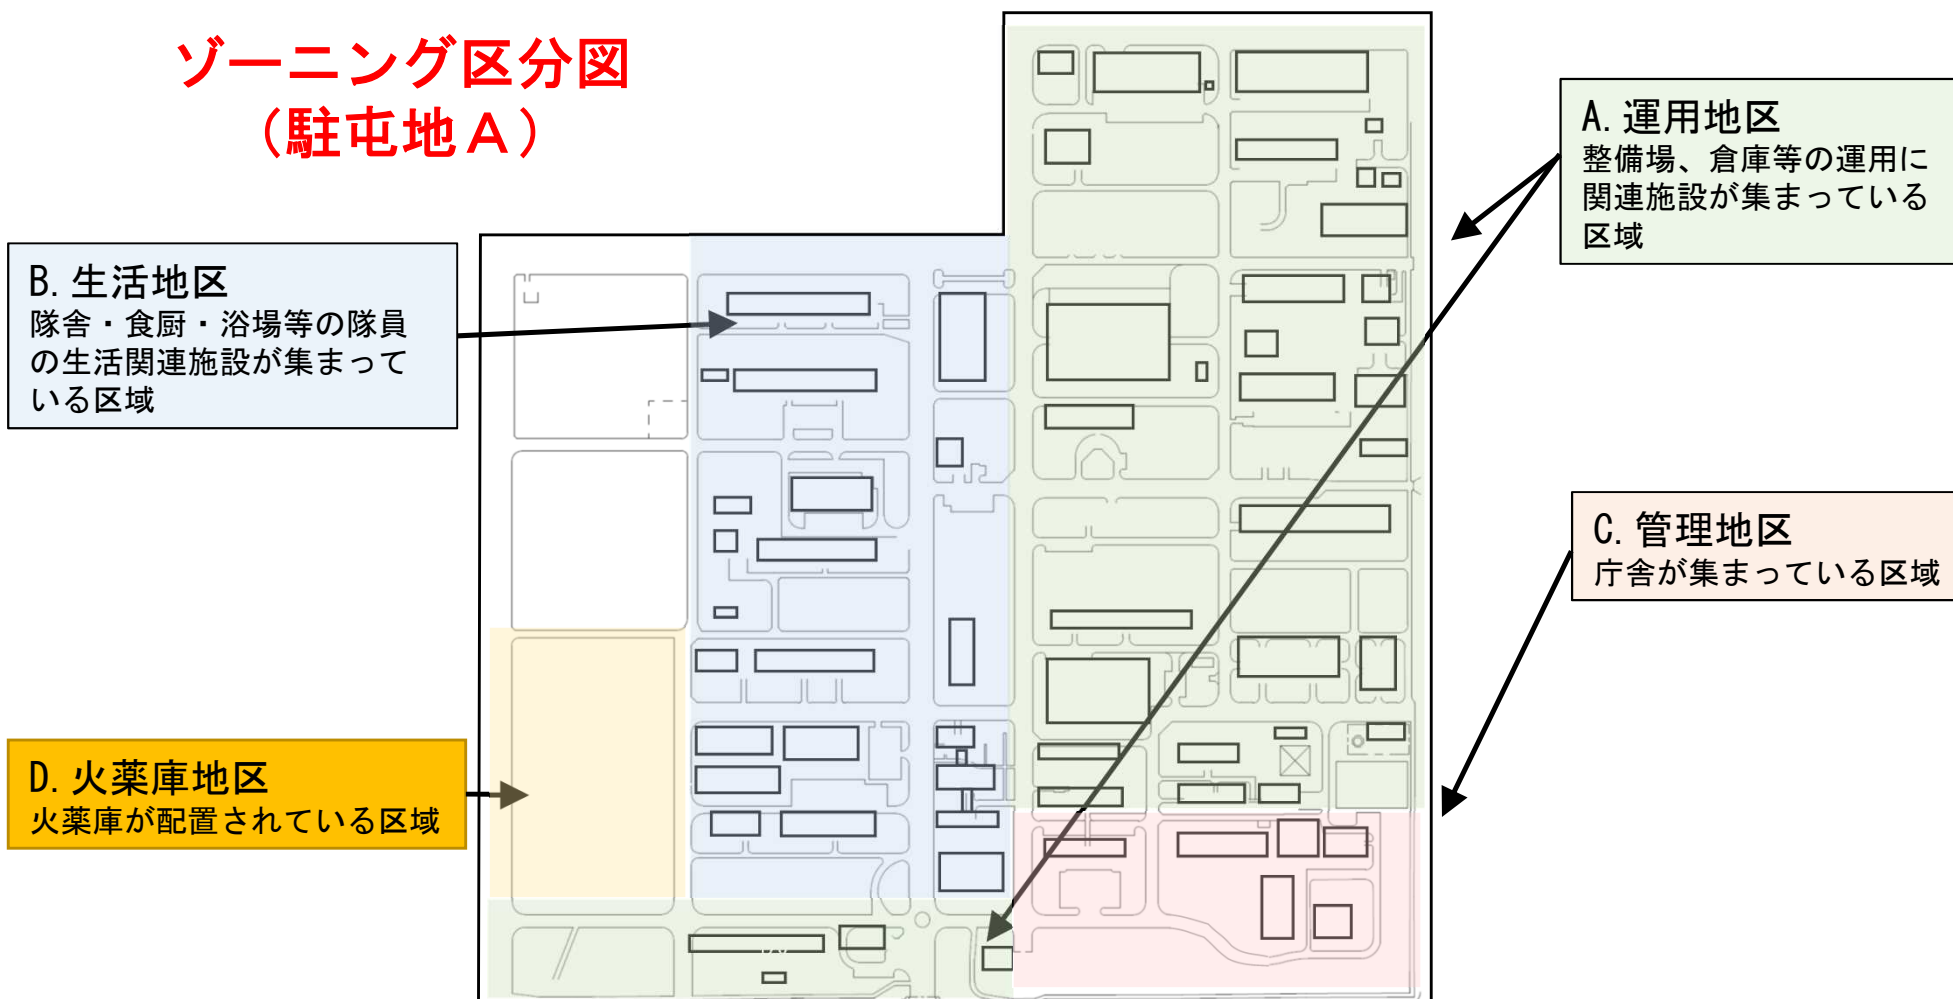 ゾーニング区分図
(駐屯地A)
A.運用地区
整備場、倉庫等の運用に
関連施設が集まっている
区域
B.生活地区
隊舎・食厨・浴場等の隊員
の生活関連施設が集まって
いる区域
C.管理地区
庁舎が集まっている区域
D.火薬庫地区
火薬庫が配置されている区域